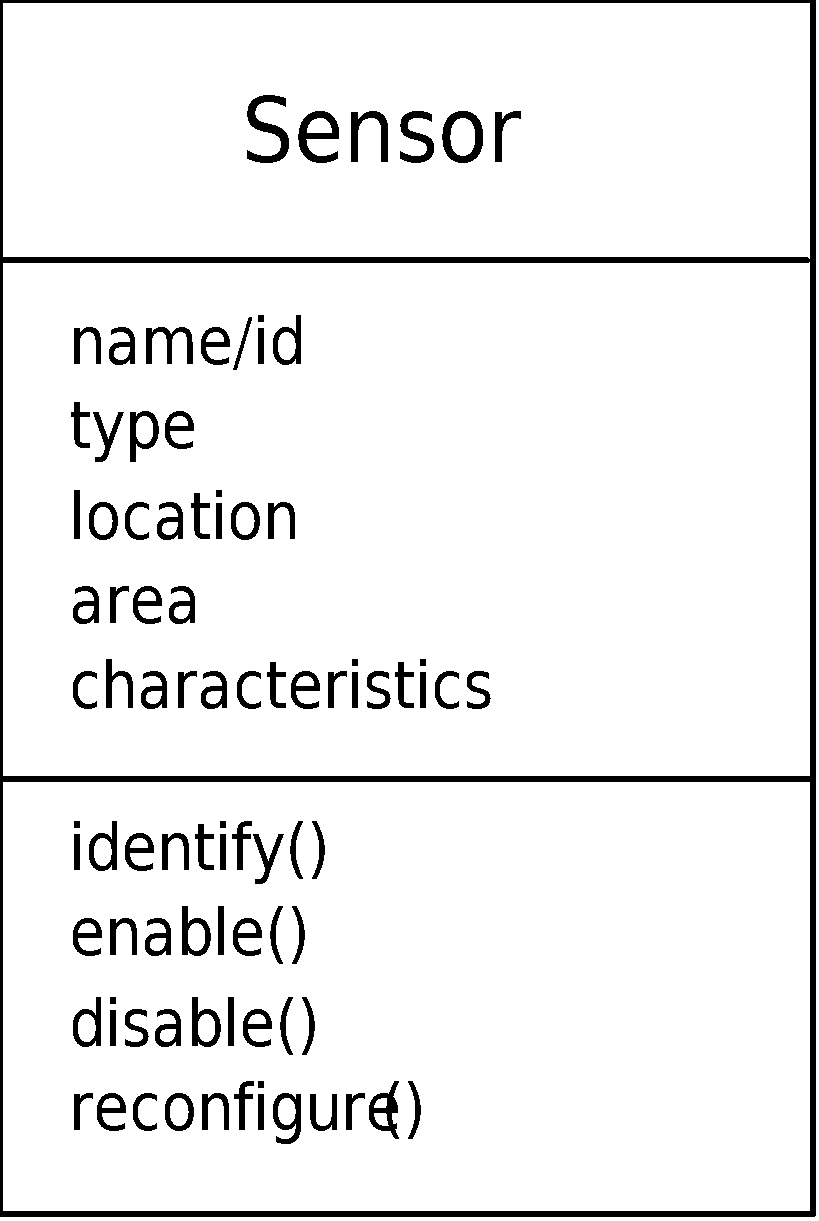 Sensor
name/id
type
location
area
characteristics
identify()
enable()
disable()
reconfigure()